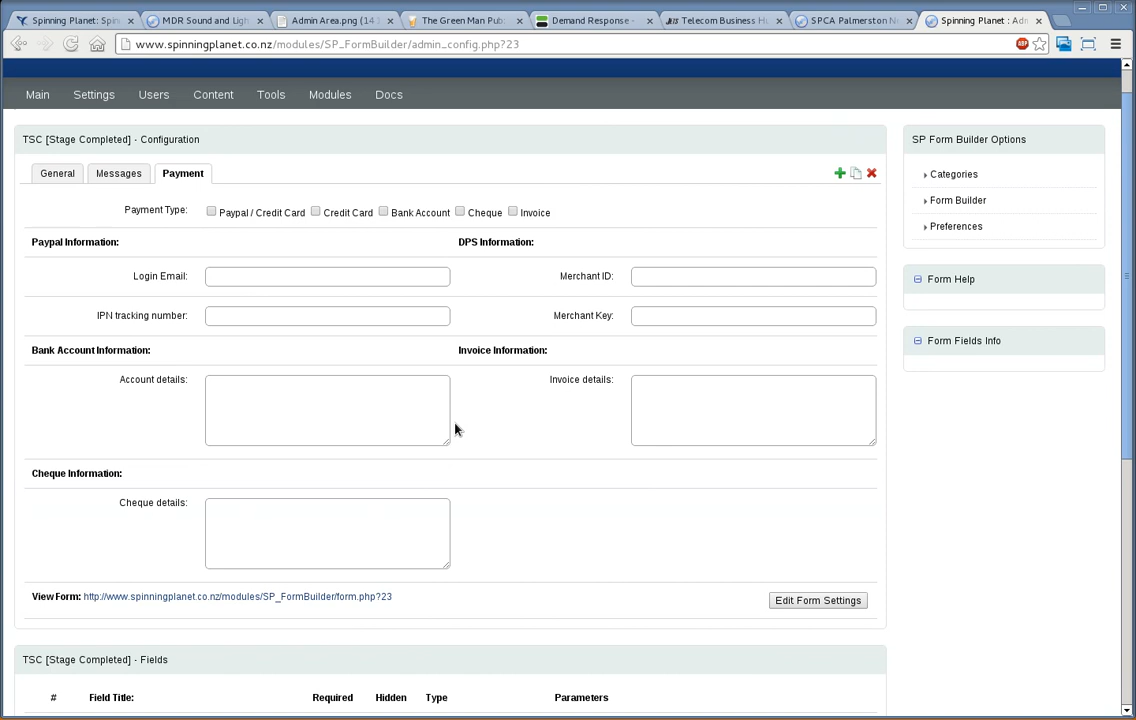 Spinning Planet: Spin
MDR Sound and Ligh
Admin Area.png (14
The Green Man Pub:
Demand Response -
Telecom Business Hu
SPCA Palmerston No
Spinning Planet : Adm
www.spinningplanet.co.nz/modules/SP_FormBuilder/admin_config.php?23
ABP
Main Settings Users Content Tools Modules Docs
TSC [Stage Completed] - Configuration
General Messages Payment
Payment Type: Paypal / Credit Card Credit Card Bank Account Cheque Invoice
Paypal Information: DPS Information:
Login Email: Merchant ID:
IPN tracking number: Merchant Key:
Bank Account Information: Invoice Information:
Account details: Invoice details:
Cheque Information:
Cheque details:
View Form: http://www.spinningplanet.co.nz/modules/SP_FormBuilder/form.php?23
Edit Form Settings
TSC [Stage Completed] - Fields
# Field Title: Required Hidden Type Parameters
SP Form Builder Options
Categories
Form Builder
Preferences
Form Help
Form Fields Info